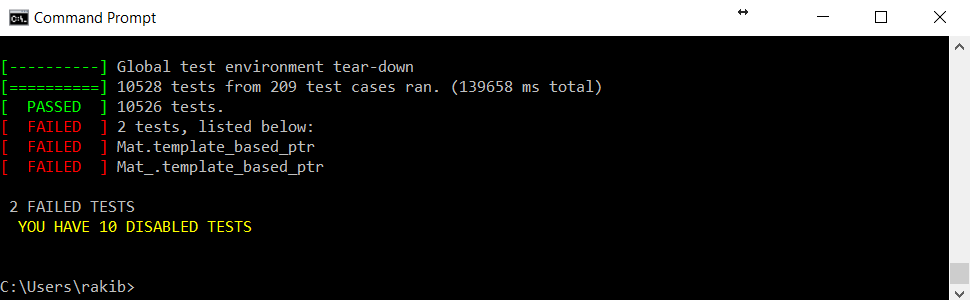 Command Prompt
[----------] Global test environment tear-down
[==========] 10528 tests from 209 test cases ran. (139658 ms total)
[  PASSED  ] 10526 tests.
[  FAILED  ] 2 tests, listed below:
[  FAILED  ] Mat.template_based_ptr
[  FAILED  ] Mat_.template_based_ptr
 2 FAILED TESTS
  YOU HAVE 10 DISABLED TESTS
C:\Users\rakib>